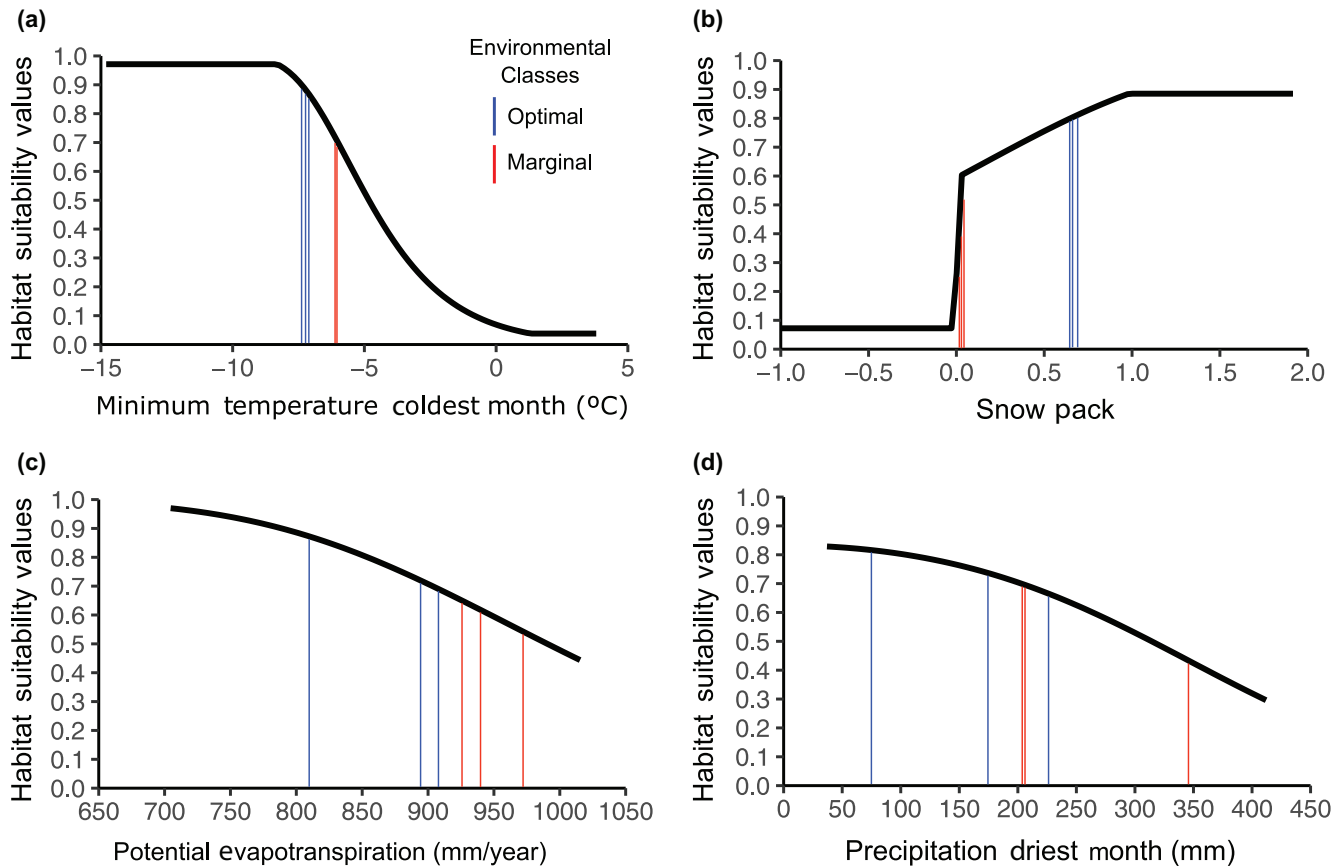 (a)
Habitat suitability values
1.0
0.9
0.8
0.7
0.6
0.5
0.4
0.3
0.2
0.1
0.0
−15 −10 −5 0 5
Minimum temperature coldest month (ºC)
Environmental
Classes
Optimal
Marginal
(b)
Habitat suitability values
1.0
0.9
0.8
0.7
0.6
0.5
0.4
0.3
0.2
0.1
0.0
−1.0 −0.5 0.0 0.5 1.0 1.5 2.0
Snow pack
(c)
Habitat suitability values
1.0
0.9
0.8
0.7
0.6
0.5
0.4
0.3
0.2
0.1
0.0
650 700 750 800 850 900 950 1000 1050
Potential evapotranspiration (mm/year)
(d)
Habitat suitability values
1.0
0.9
0.8
0.7
0.6
0.5
0.4
0.3
0.2
0.1
0.0
0 50 100 150 200 250 300 350 400 450
Precipitation driest month (mm)